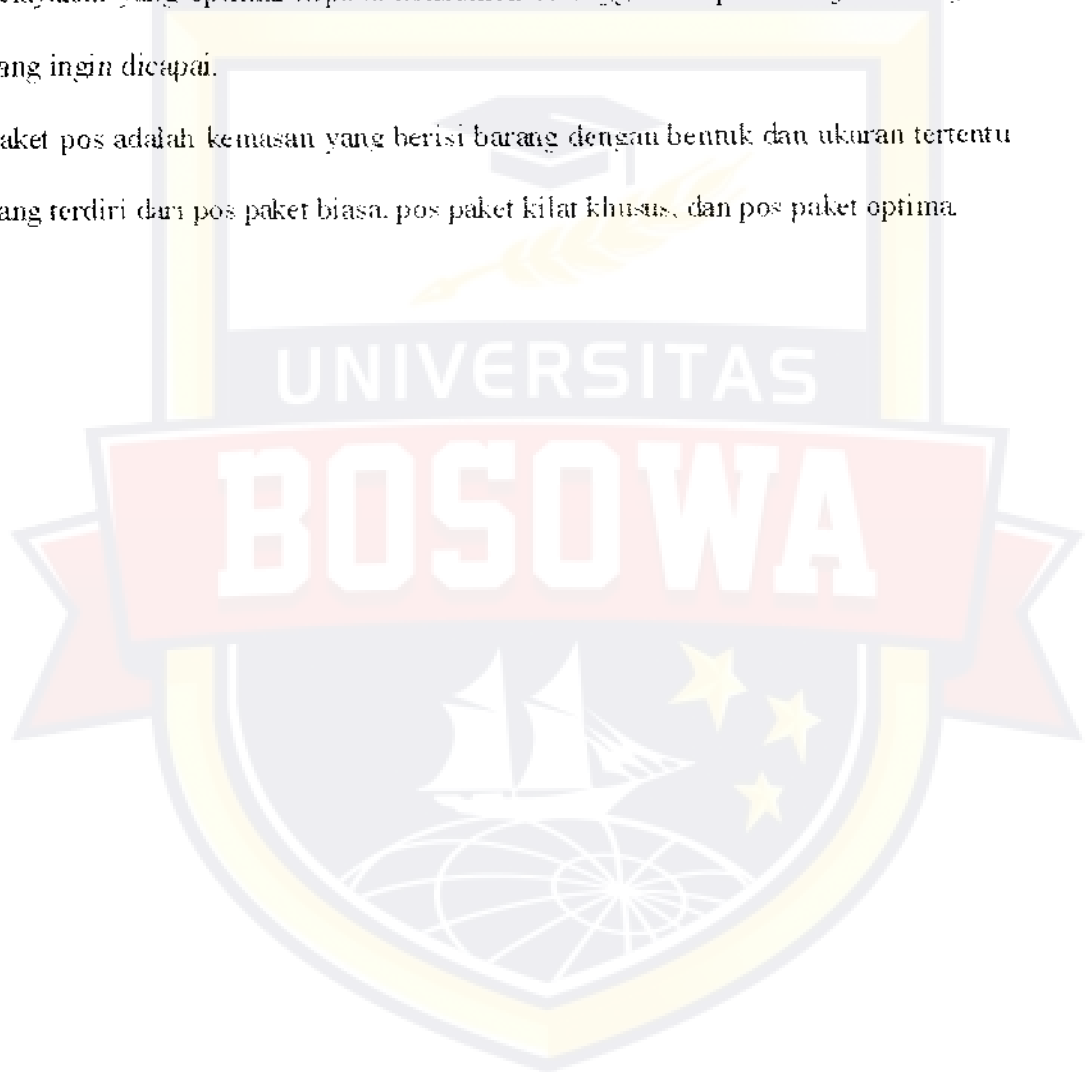 yang
ang ingin dicapai.
aket pos adalah kemasan yang berisi barang dengan bentuk dan ukuran tertentu
ang terdiri dari pos paket biasa, pos paket kilat khusus, dan pos paket optima.
UNIVERSITAS
BOSOWA